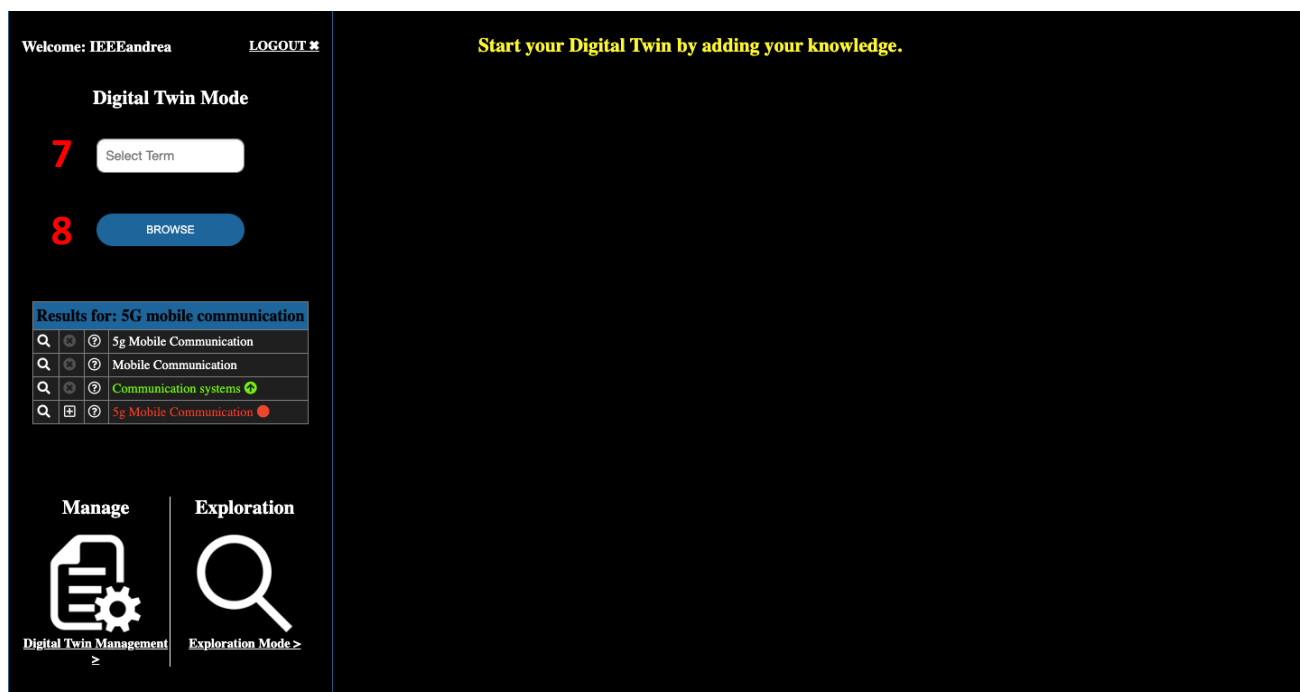 Welcome: IEEEandrea
LOGOUT ✖
Start your Digital Twin by adding your knowledge.
Digital Twin Mode
7
Select Term
8
BROWSE
Results for: 5G mobile communication
5g Mobile Communication
Mobile Communication
Communication systems
5g Mobile Communication
Manage
Exploration
Digital Twin Management
>
Exploration Mode >